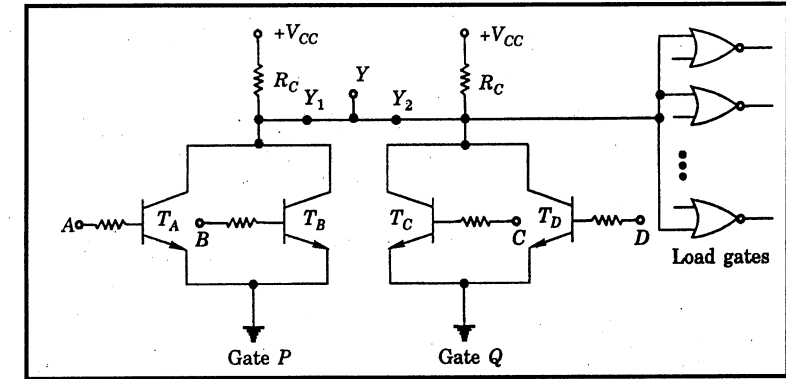 +V_CC +V_CC
R_C Y R_C
Y_1 Y_2
A T_A B T_B T_C C T_D D
Load gates
Gate P Gate Q